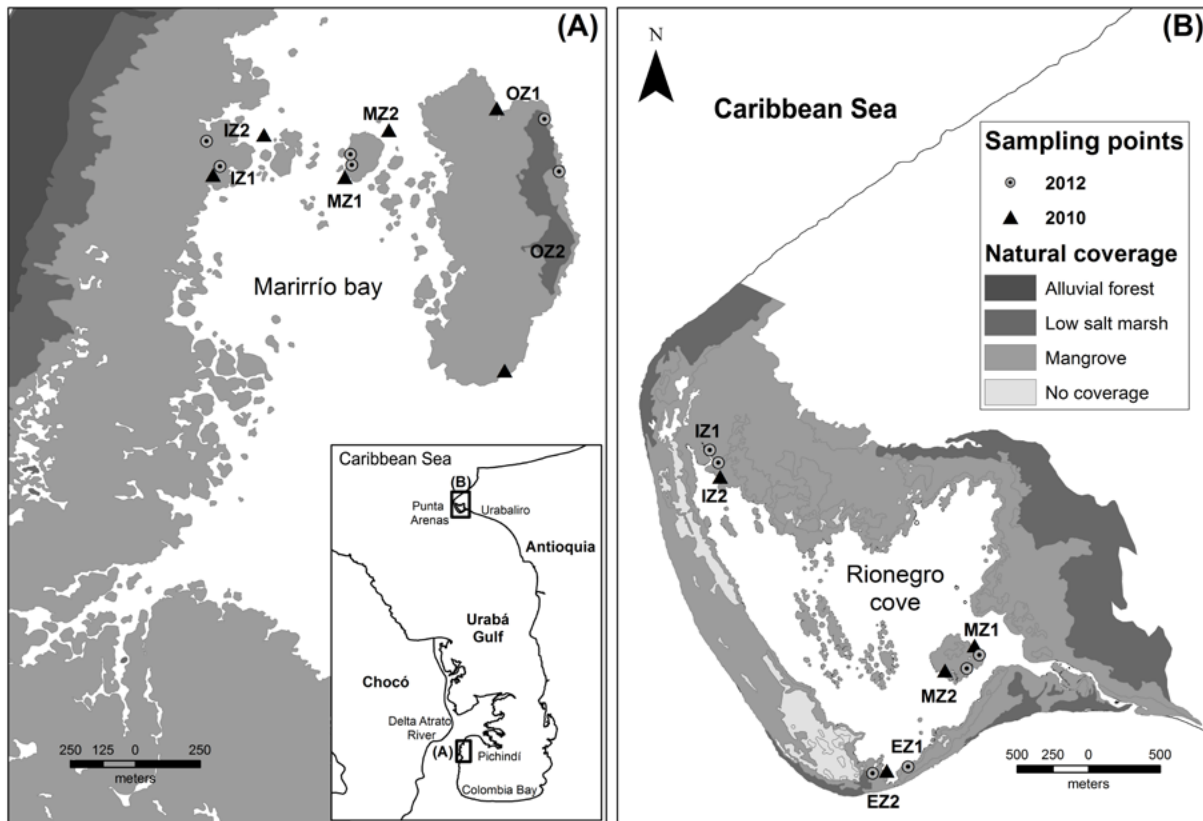 (A)
OZ1
MZ2
IZ2
IZ1
MZ1
OZ2
Marirrío bay
250 125 0 250
meters
Caribbean Sea
(B)
Punta
Arenas
Urabaliro
Antioquia
Urabá
Gulf
Chocó
Delta Atrato
River
(A)
Pichindí
Colombia Bay
(B)
N
Caribbean Sea
Sampling points
2012
2010
Natural coverage
Alluvial forest
Low salt marsh
Mangrove
No coverage
IZ1
IZ2
Rionegro
cove
MZ1
MZ2
EZ1
EZ2
500 250 0 500
meters